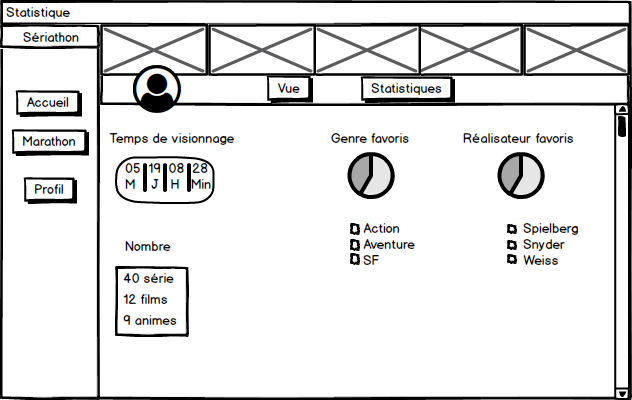 Statistique
Sériathon
Vue
Statistiques
Accueil
Marathon
Profil
Temps de visionnage
05 19 08 28
M J H Min
Genre favoris
Réalisateur favoris
Action
Aventure
SF
Spielberg
Snyder
Weiss
Nombre
40 série
12 films
9 animes